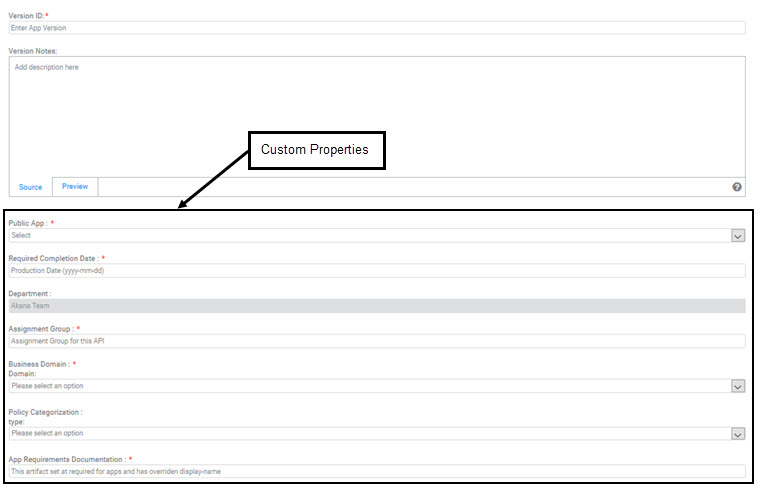 Version ID:*
Enter App Version
Version Notes:
Add description here
Custom Properties
Source Preview
Public App : *
Select
Required Completion Date : *
Production Date (yyyy-mm-dd)
Department :
Akana Team
Assignment Group : *
Assignment Group for this API
Business Domain : *
Domain:
Please select an option
Policy Categorization :
type:
Please select an option
App Requirements Documentation : *
This artifact set at required for apps and has overriden display-name